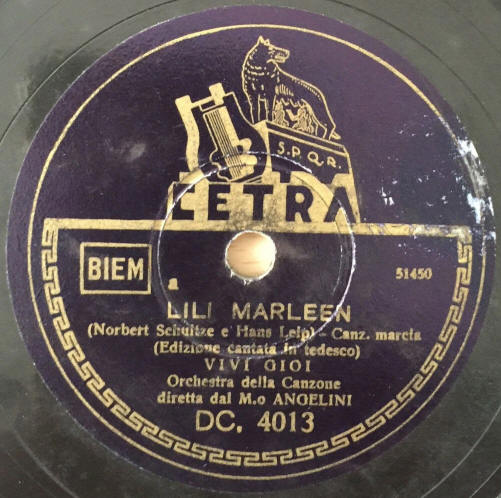 S.P.Q.R.
CETRA
BIEM
a
51450
LILI MARLEEN
(Norbert Schultze e Hans Leip) - Canz. marcia
(Edizione cantata in tedesco)
VIVI GIOI
Orchestra della Canzone
diretta dal M.o ANGELINI
DC. 4013